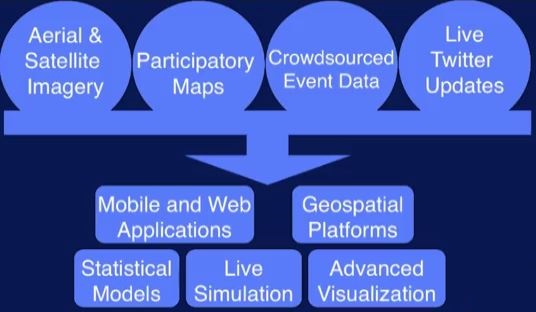 Aerial &
Satellite
Imagery
Participatory
Maps
Crowdsourced
Event Data
Live
Twitter
Updates
Mobile and Web
Applications
Geospatial
Platforms
Statistical
Models
Live
Simulation
Advanced
Visualization